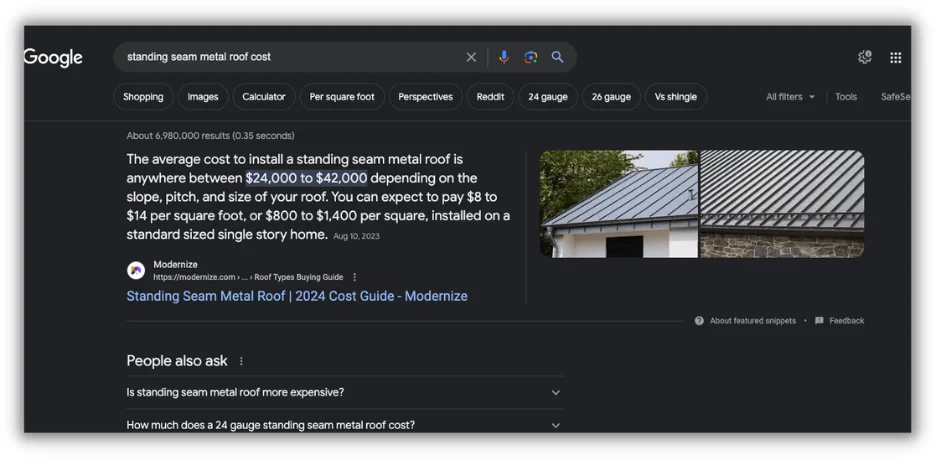 Google
standing seam metal roof cost
Shopping Images Calculator Per square foot Perspectives Reddit 24 gauge 26 gauge Vs shingle All filters Tools SafeSe
About 6,980,000 results (0.35 seconds)
The average cost to install a standing seam metal roof is
anywhere between $24,000 to $42,000 depending on the
slope, pitch, and size of your roof. You can expect to pay $8 to
$14 per square foot, or $800 to $1,400 per square, installed on a
standard sized single story home. Aug 10, 2023
Modernize
https://modernize.com › ... › Roof Types Buying Guide
Standing Seam Metal Roof | 2024 Cost Guide - Modernize
About featured snippets • Feedback
People also ask
Is standing seam metal roof more expensive?
How much does a 24 gauge standing seam metal roof cost?